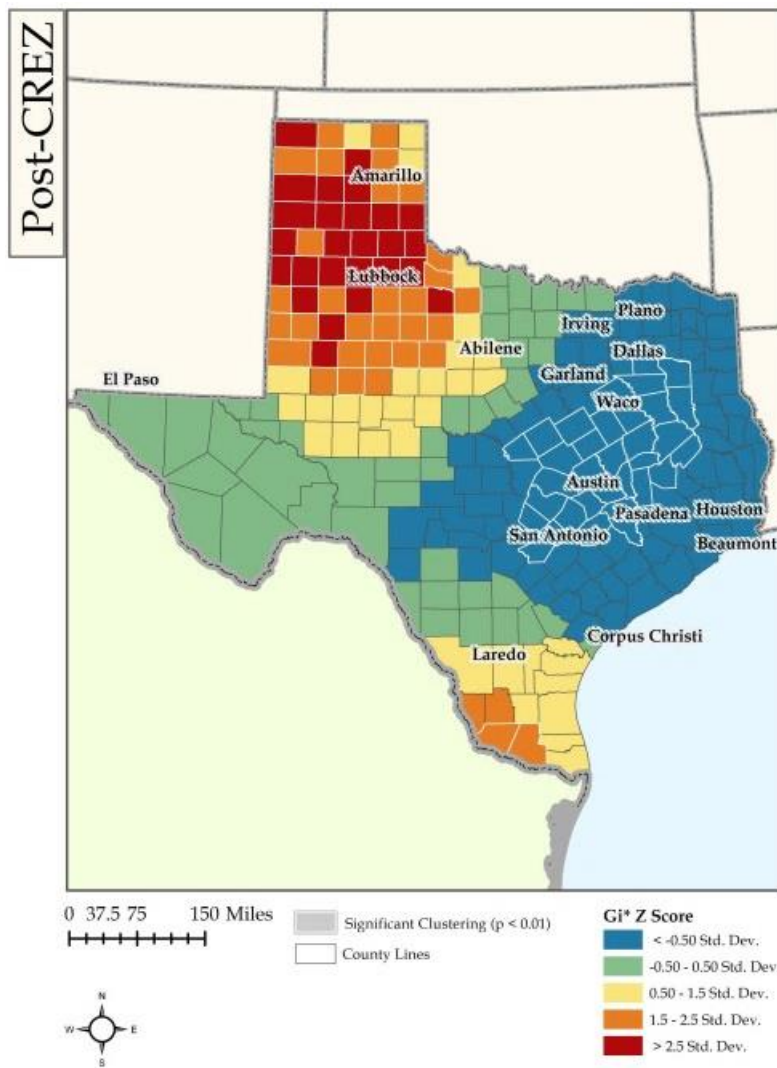 Post-CREZ
Amarillo
Lubbock
Plano
Irving
Abilene
Dallas
El Paso
Garland
Waco
Austin
Pasadena
Houston
San Antonio
Beaumont
Corpus Christi
Laredo
0 37.5 75 150 Miles
Significant Clustering (p < 0.01)
County Lines
Gi* Z Score
< -0.50 Std. Dev.
-0.50 - 0.50 Std. Dev
0.50 - 1.5 Std. Dev.
1.5 - 2.5 Std. Dev.
> 2.5 Std. Dev.
N
W
E
S